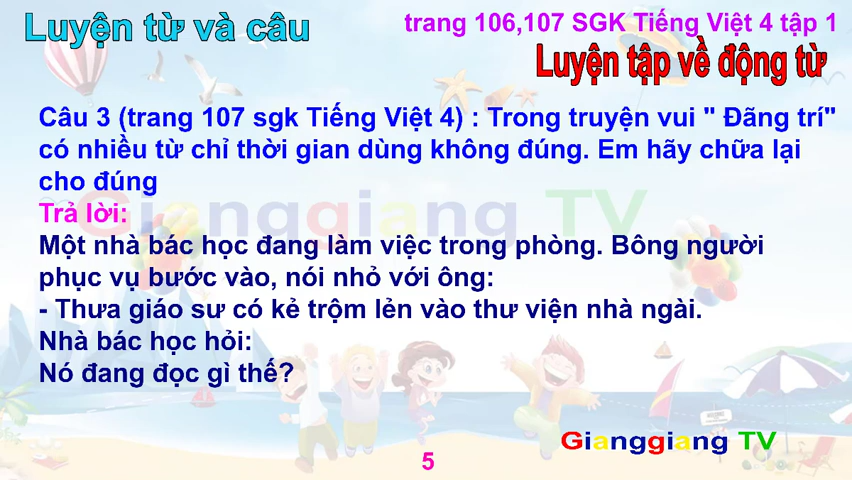 Luyện từ và câu
trang 106,107 SGK Tiếng Việt 4 tập 1
Luyện tập về động từ
Câu 3 (trang 107 sgk Tiếng Việt 4) : Trong truyện vui " Đãng trí"
có nhiều từ chỉ thời gian dùng không đúng. Em hãy chữa lại
cho đúng
Gianggiang TV
Trả lời:
Một nhà bác học đang làm việc trong phòng. Bông người
phục vụ bước vào, nói nhỏ với ông:
- Thưa giáo sư có kẻ trộm lẻn vào thư viện nhà ngài.
Nhà bác học hỏi:
Nó đang đọc gì thế?
Gianggiang TV
5